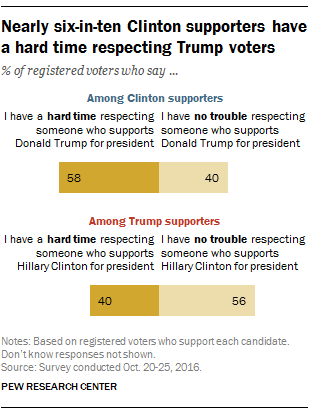 Nearly six-in-ten Clinton supporters have
a hard time respecting Trump voters
% of registered voters who say ...
Among Clinton supporters
I have a hard time respecting
someone who supports
Donald Trump for president
I have no trouble respecting
someone who supports
Donald Trump for president
58 40
Among Trump supporters
I have a hard time respecting
someone who supports
Hillary Clinton for president
I have no trouble respecting
someone who supports
Hillary Clinton for president
40 56
Notes: Based on registered voters who support each candidate.
Don't know responses not shown.
Source: Survey conducted Oct. 20-25, 2016.
PEW RESEARCH CENTER